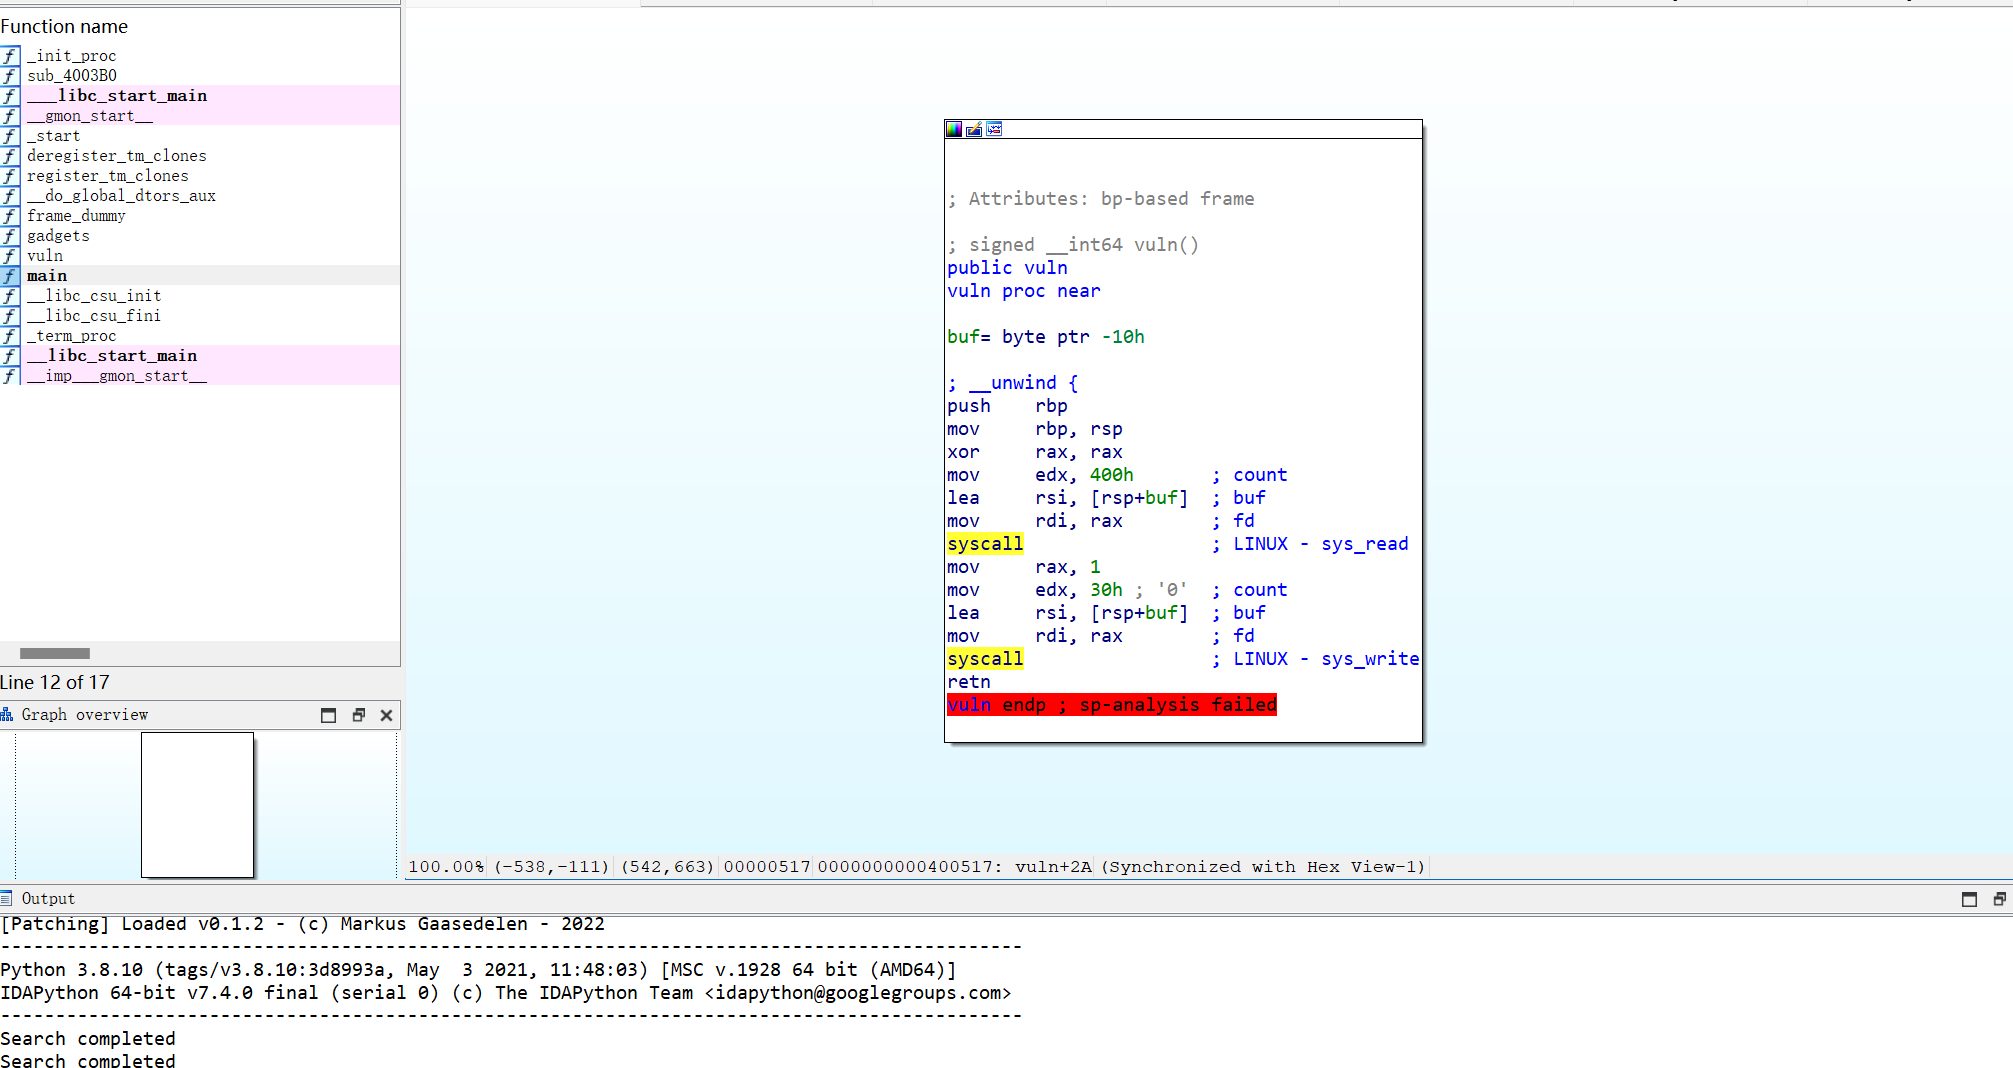 Function name
f _init_proc
f sub_4003B0
f ___libc_start_main
f __gmon_start__
f _start
f deregister_tm_clones
f register_tm_clones
f __do_global_dtors_aux
f frame_dummy
f gadgets
f vuln
f main
f __libc_csu_init
f __libc_csu_fini
f _term_proc
f __libc_start_main
f __imp___gmon_start__
Line 12 of 17
Graph overview
; Attributes: bp-based frame
; signed __int64 vuln()
public vuln
vuln proc near
buf= byte ptr -10h
; __unwind {
push rbp
mov rbp, rsp
xor rax, rax
mov edx, 400h ; count
lea rsi, [rsp+buf] ; buf
mov rdi, rax ; fd
syscall ; LINUX - sys_read
mov rax, 1
mov edx, 30h ; '0' ; count
lea rsi, [rsp+buf] ; buf
mov rdi, rax ; fd
syscall ; LINUX - sys_write
retn
vuln endp ; sp-analysis failed
100.00% (-538,-111) (542,663) 00000517 0000000000400517: vuln+2A (Synchronized with Hex View-1)
Output
[Patching] Loaded v0.1.2 - (c) Markus Gaasedelen - 2022
---------------------------------------------------------------------------------------------
Python 3.8.10 (tags/v3.8.10:3d8993a, May  3 2021, 11:48:03) [MSC v.1928 64 bit (AMD64)]
IDAPython 64-bit v7.4.0 final (serial 0) (c) The IDAPython Team <idapython@googlegroups.com>
---------------------------------------------------------------------------------------------
Search completed
Search completed